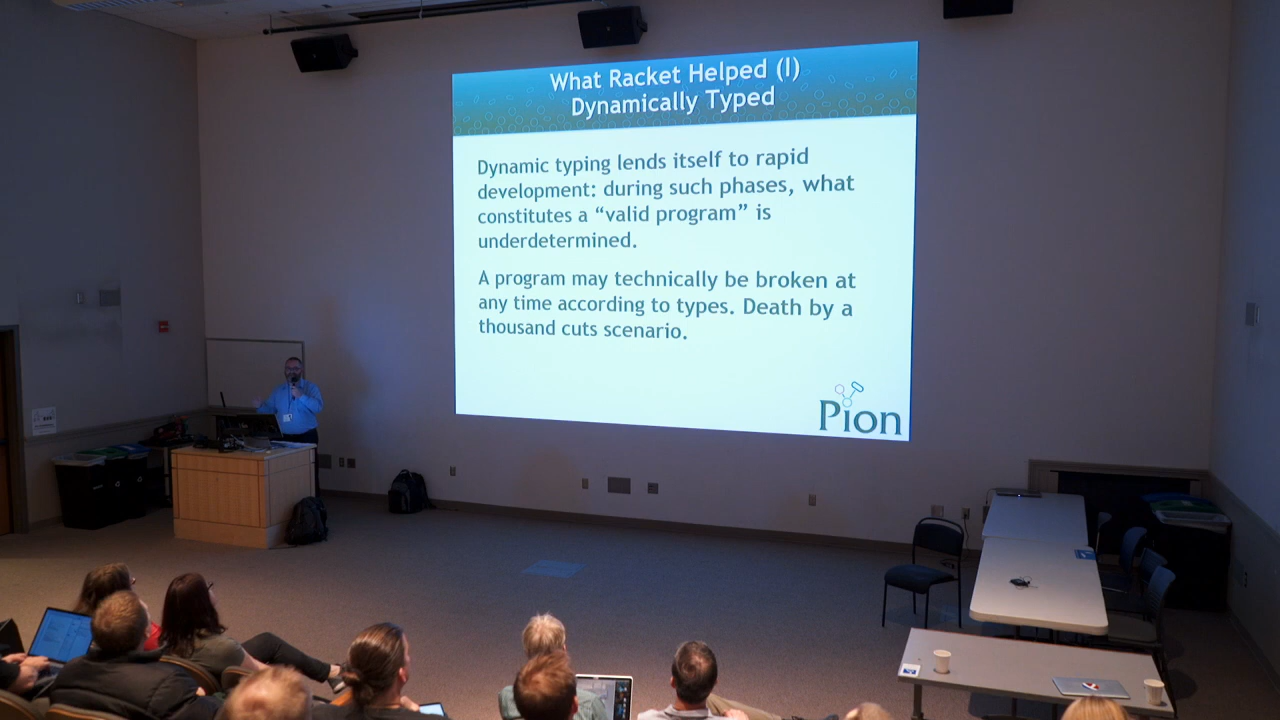 What Racket Helped (I)
Dynamically Typed
Dynamic typing lends itself to rapid
development: during such phases, what
constitutes a “valid program” is
underdetermined.
A program may technically be broken at
any time according to types. Death by a
thousand cuts scenario.
Pion